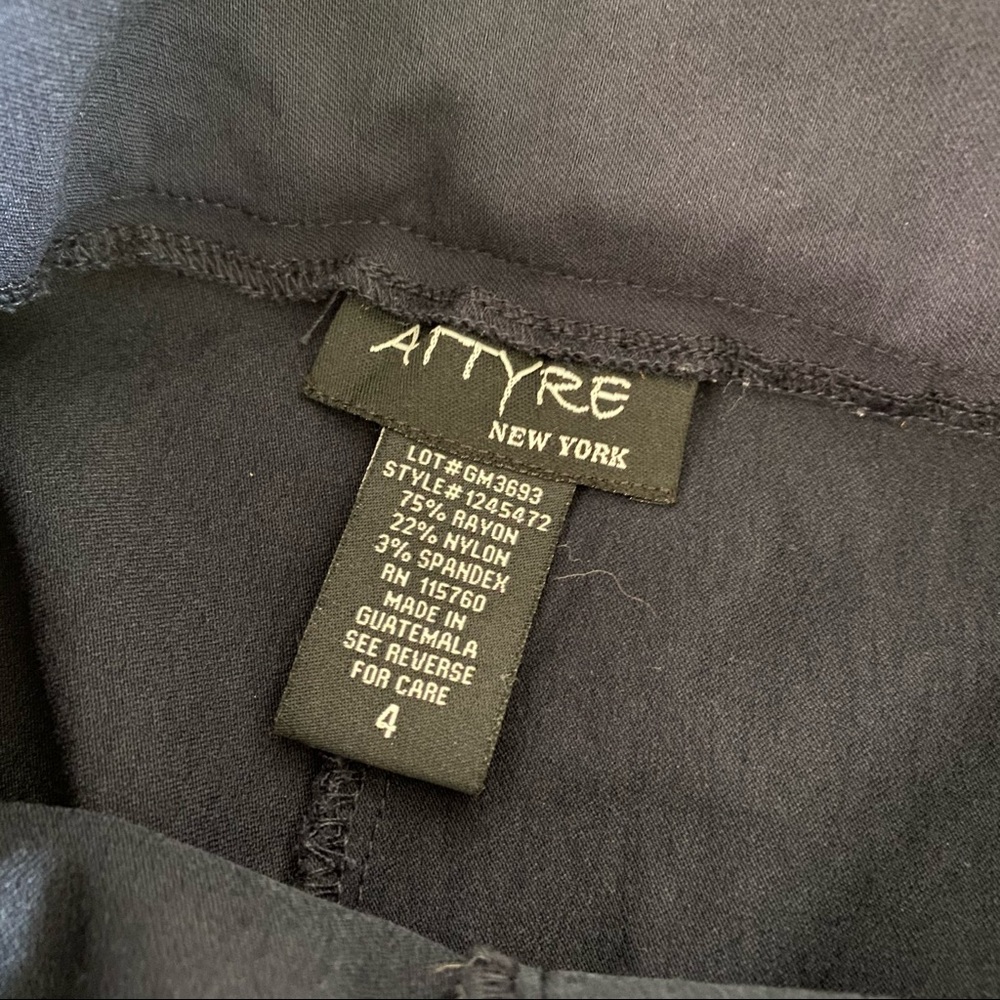 ATTYRE
NEW YORK
LOT#GM3693
STYLE#1245472
75% RAYON
22% NYLON
3% SPANDEX
RN 115760
MADE IN
GUATEMALA
SEE REVERSE
FOR CARE
4